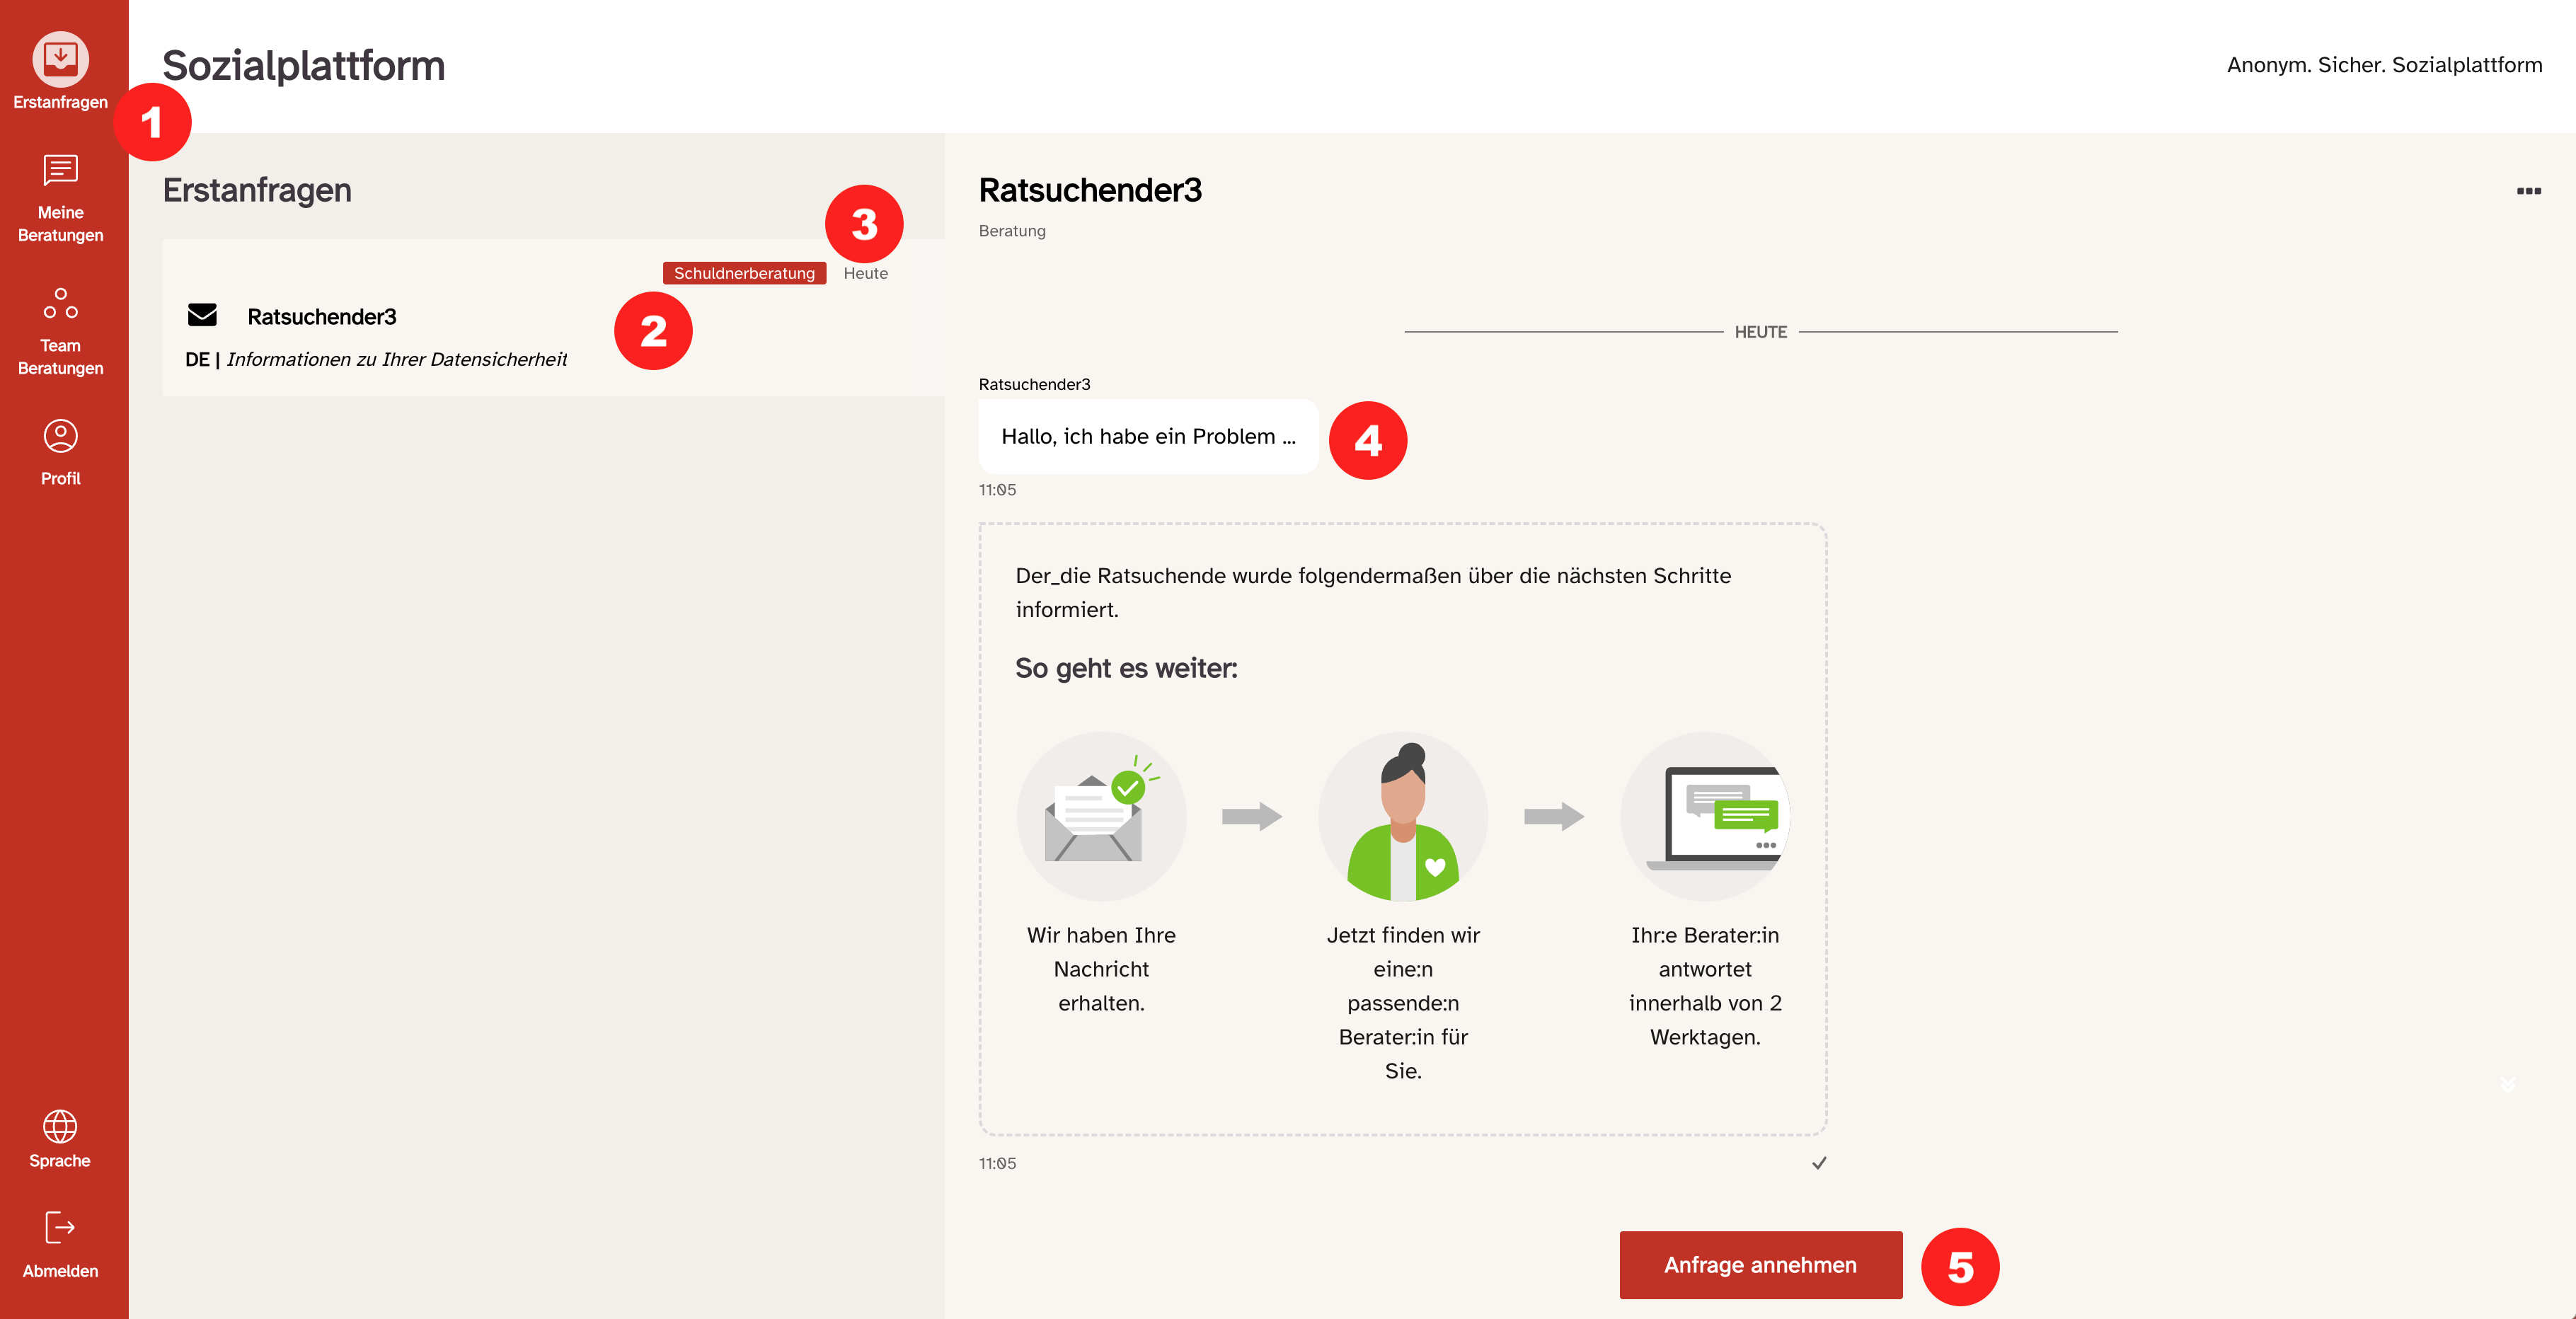 Erstanfragen
1
Meine
Beratungen
Team
Beratungen
Profil
Sprache
Abmelden
Sozialplattform
Anonym. Sicher. Sozialplattform
Erstanfragen
3
Schuldnerberatung Heute
Ratsuchender3
2
DE | Informationen zu Ihrer Datensicherheit
Ratsuchender3
Beratung
HEUTE
Ratsuchender3
Hallo, ich habe ein Problem ...
4
11:05
Der_die Ratsuchende wurde folgendermaßen über die nächsten Schritte
informiert.
So geht es weiter:
Wir haben Ihre
Nachricht
erhalten.
Jetzt finden wir
eine:n
passende:n
Berater:in für
Sie.
Ihr:e Berater:in
antwortet
innerhalb von 2
Werktagen.
11:05
Anfrage annehmen
5